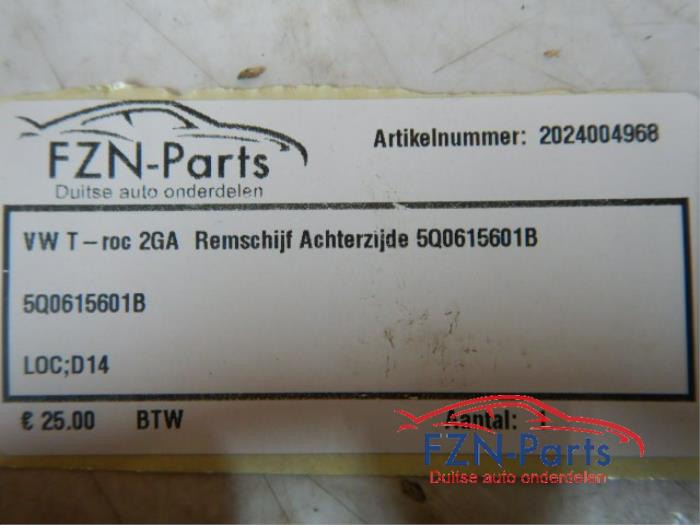 FZN-Parts
Duitse auto onderdelen
Artikelnummer: 2024004968
VW T-roc 2GA Remschijf Achterzijde 5Q0615601B
5Q0615601B
LOC;D14
€ 25.00 BTW Aantal: 1
FZN-Parts
Duitse auto onderdelen